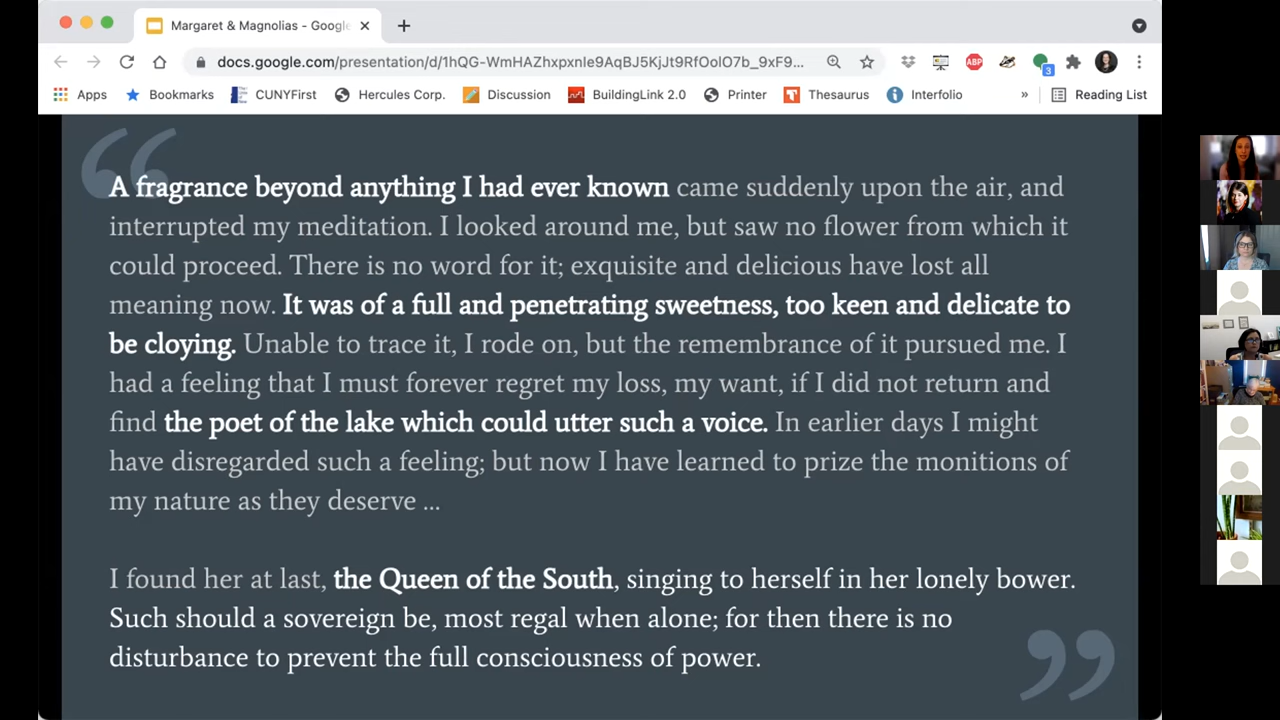 Margaret & Magnolias - Google
docs.google.com/presentation/d/1hQG-WmHAZhxpxnle9AqBJ5KjJt9RfOolO7b_9xF9...
ABP
3
Apps
Bookmarks
CUNYFirst
Hercules Corp.
Discussion
BuildingLink 2.0
Printer
Thesaurus
Interfolio
»
Reading List
“
A fragrance beyond anything I had ever known came suddenly upon the air, and
interrupted my meditation. I looked around me, but saw no flower from which it
could proceed. There is no word for it; exquisite and delicious have lost all
meaning now. It was of a full and penetrating sweetness, too keen and delicate to
be cloying. Unable to trace it, I rode on, but the remembrance of it pursued me. I
had a feeling that I must forever regret my loss, my want, if I did not return and
find the poet of the lake which could utter such a voice. In earlier days I might
have disregarded such a feeling; but now I have learned to prize the monitions of
my nature as they deserve ...
I found her at last, the Queen of the South, singing to herself in her lonely bower.
Such should a sovereign be, most regal when alone; for then there is no
disturbance to prevent the full consciousness of power.
”